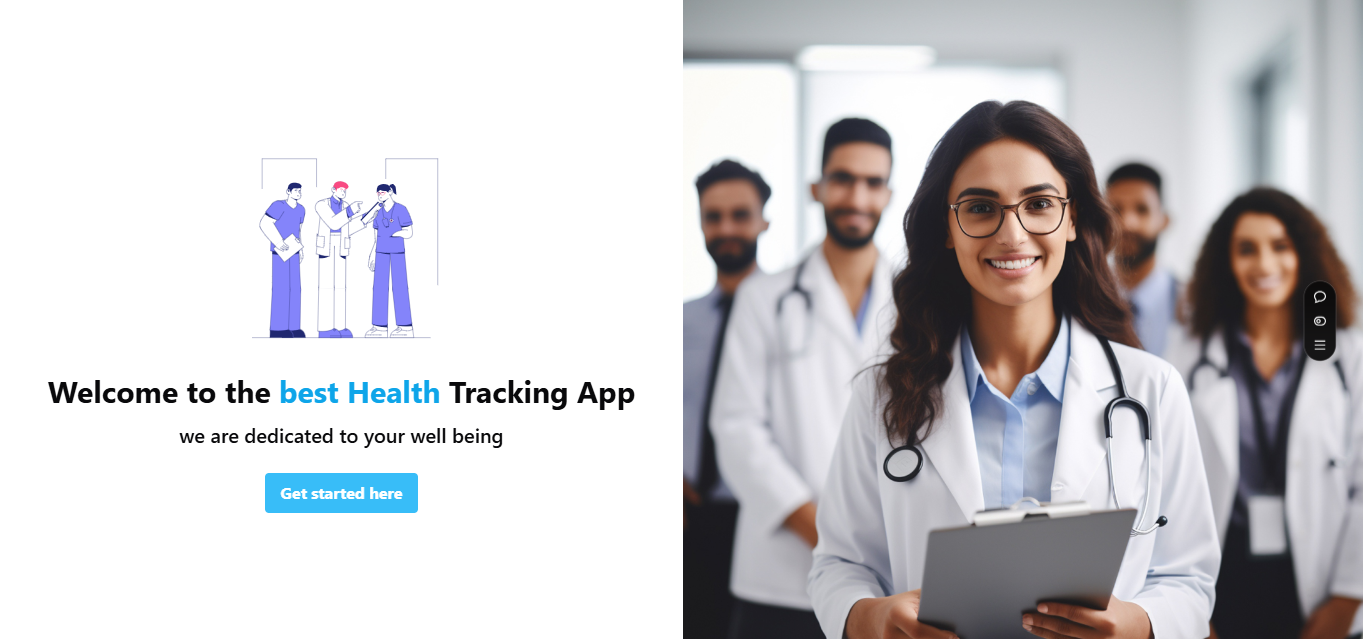 Welcome to the best Health Tracking App
we are dedicated to your well being
Get started here